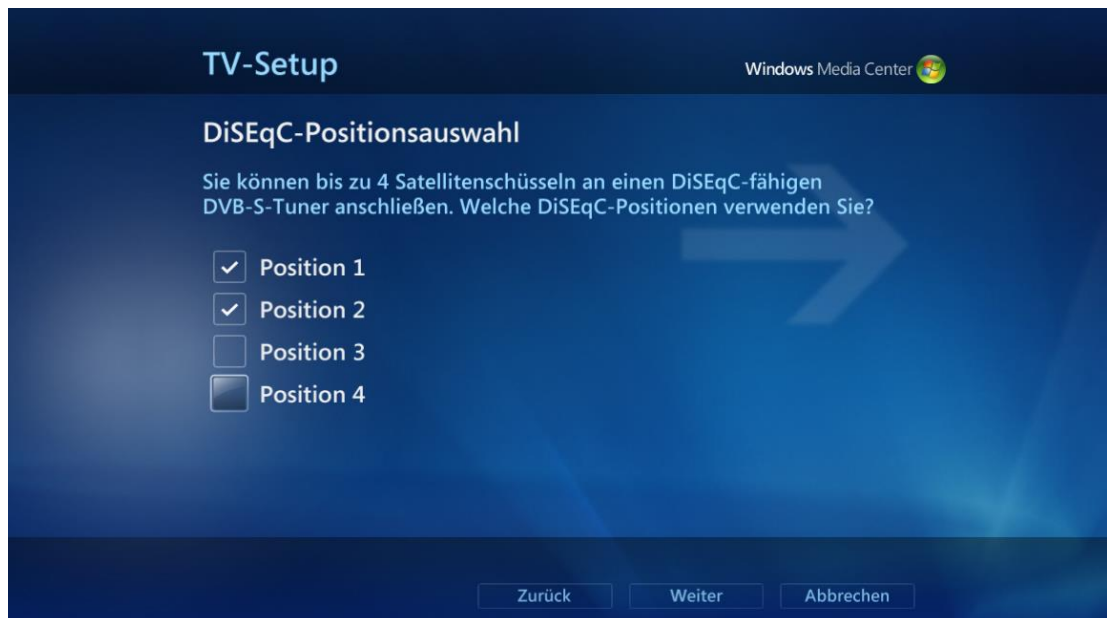 TV-Setup
Windows Media Center
DiSEqC-Positionsauswahl
Sie können bis zu 4 Satellitenschüsseln an einen DiSEqC-fähigen
DVB-S-Tuner anschließen. Welche DiSEqC-Positionen verwenden Sie?
Position 1
Position 2
Position 3
Position 4
Zurück Weiter Abbrechen